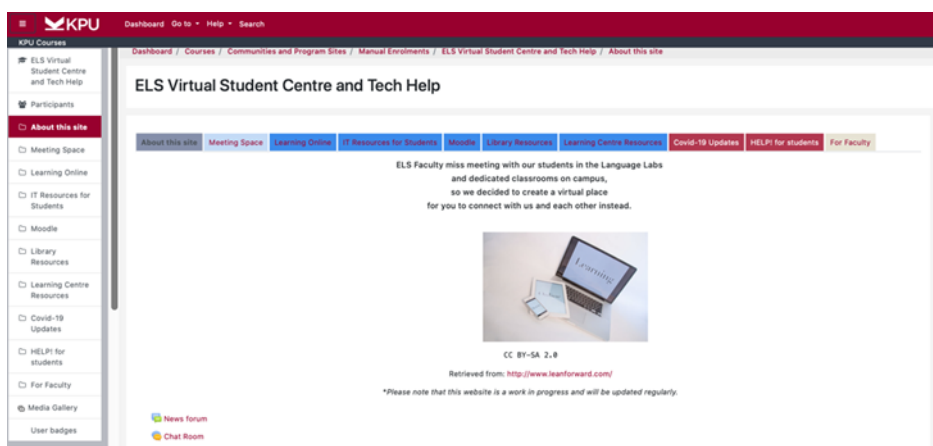 KPU
Dashboard Go to Help Search
KPU Courses
ELS Virtual
Student Centre
and Tech Help
Participants
About this site
Meeting Space
Learning Online
IT Resources for
Students
Moodle
Library
Resources
Learning Centre
Resources
Covid-19
Updates
HELP! for
students
For Faculty
Media Gallery
User badges
Dashboard / Courses / Communities and Program Sites / Manual Enrolments / ELS Virtual Student Centre and Tech Help / About this site
ELS Virtual Student Centre and Tech Help
About this site Meeting Space Learning Online IT Resources for Students Moodle Library Resources Learning Centre Resources Covid-19 Updates HELP! for students For Faculty
ELS Faculty miss meeting with our students in the Language Labs
and dedicated classrooms on campus,
so we decided to create a virtual place
for you to connect with us and each other instead.
Learning
CC BY-SA 2.0
Retrieved from: http://www.leanforward.com/
*Please note that this website is a work in progress and will be updated regularly.
News forum
Chat Room